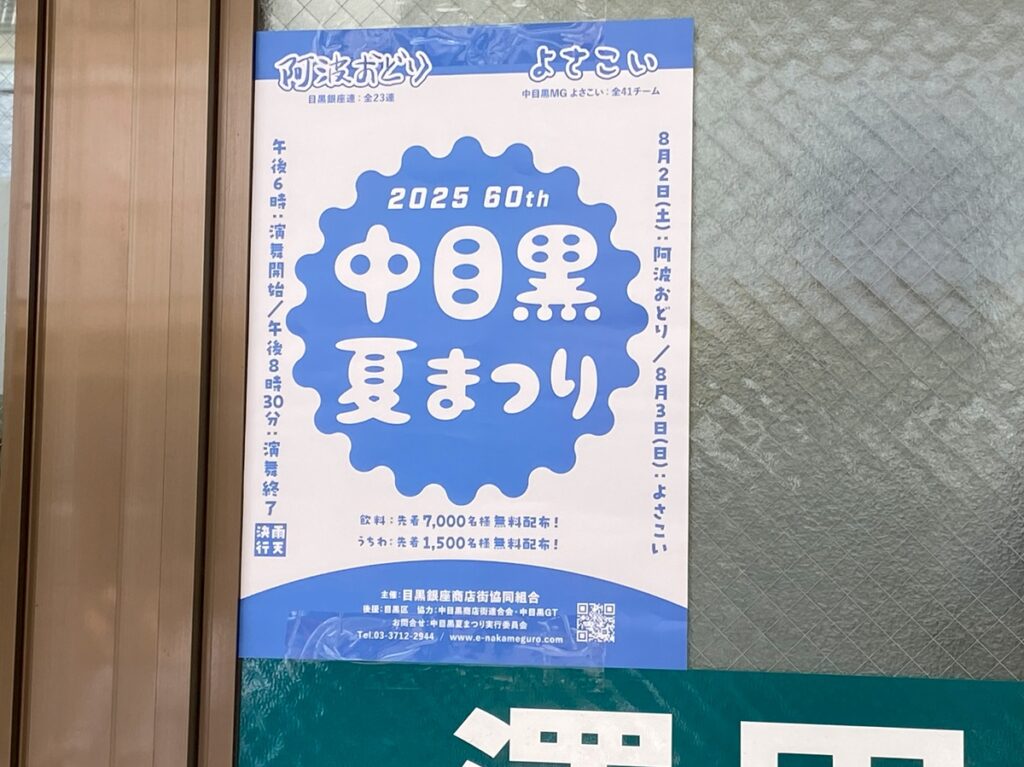 阿波おどり
目黒銀座連：全23連
よさこい
中目黒MG よさこい：全41チーム
8月2日(土)：阿波おどり／8月3日(日)：よさこい
午後6時：演舞開始／午後8時30分：演舞終了
雨天
決行
2025 60th
中目黒
夏まつり
飲料：先着7,000名様無料配布！
うちわ：先着1,500名様無料配布！
主催：目黒銀座商店街協同組合
後援：目黒区 協力：中目黒商店街連合会・中目黒GT
お問合せ：中目黒夏まつり実行委員会
Tel.03-3712-2944 / www.e-nakameguro.com